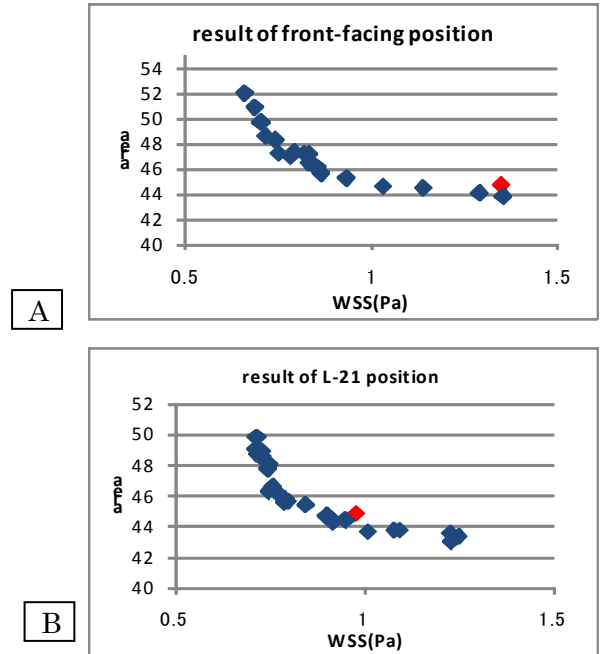 result of front-facing position
54
52
50
48
46
44
42
40
area
0.5 1 1.5
WSS(Pa)
A
result of L-21 position
52
50
48
46
44
42
40
area
0.5 1 1.5
WSS(Pa)
B